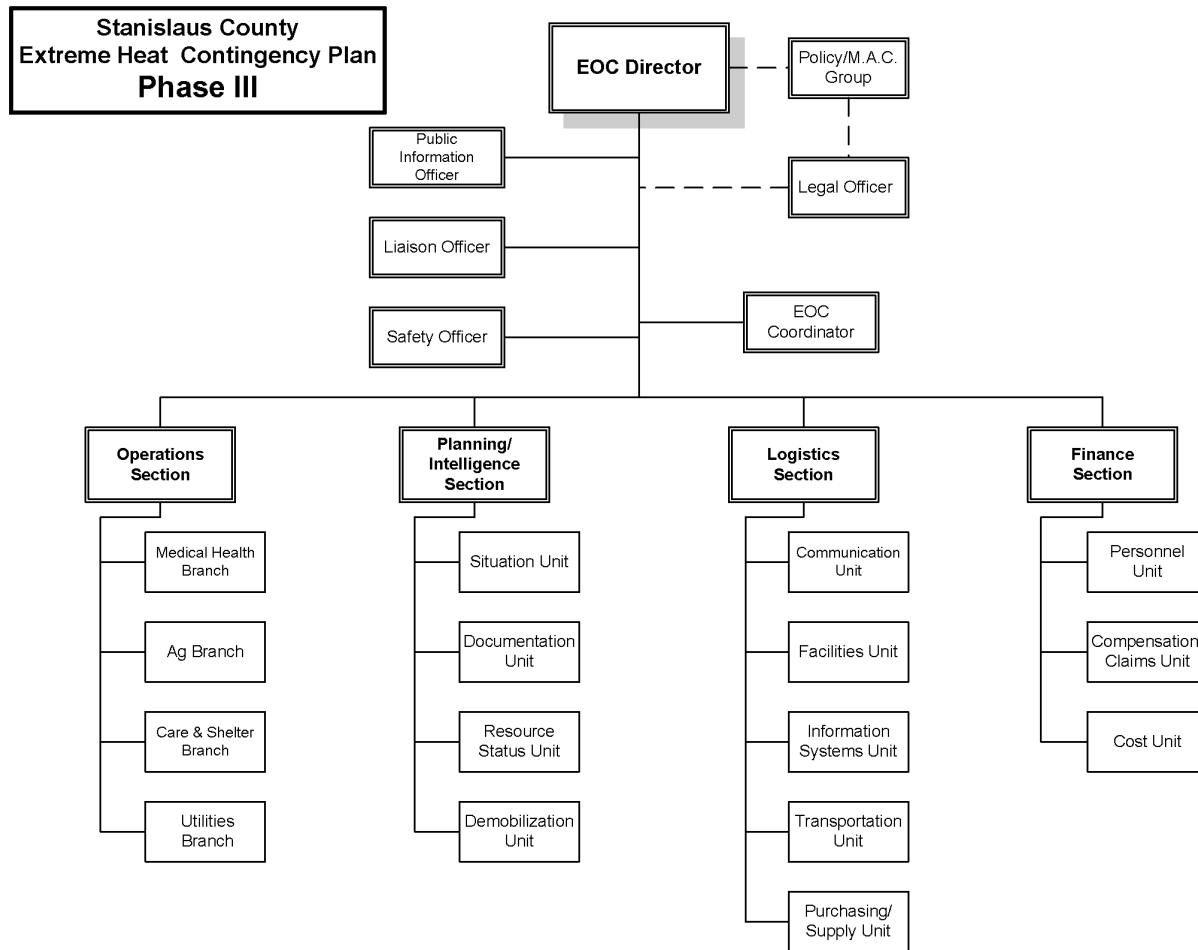 Stanislaus County
Extreme Heat Contingency Plan
Phase III
EOC Director
Policy/M.A.C.
Group
Public
Information
Officer
Legal Officer
Liaison Officer
EOC
Coordinator
Safety Officer
Operations
Section
Planning/
Intelligence
Section
Logistics
Section
Finance
Section
Medical Health
Branch
Situation Unit
Communication
Unit
Personnel
Unit
Ag Branch
Documentation
Unit
Facilities Unit
Compensation
Claims Unit
Care & Shelter
Branch
Resource
Status Unit
Information
Systems Unit
Cost Unit
Utilities
Branch
Demobilization
Unit
Transportation
Unit
Purchasing/
Supply Unit